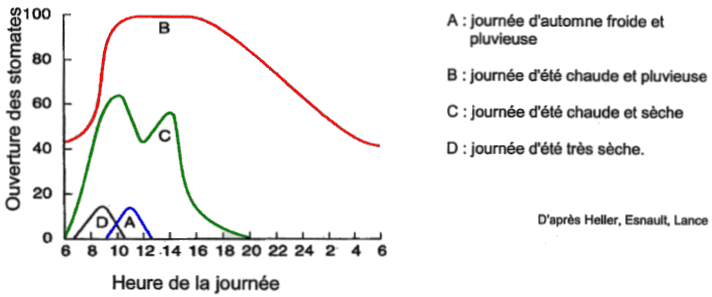 Ouverture des stomates
100
80
60
40
20
0
B
C
D
A
6 8 10 12 14 16 18 20 22 24 2 4 6
Heure de la journée
A : journée d'automne froide et
pluvieuse
B : journée d'été chaude et pluvieuse
C : journée d'été chaude et sèche
D : journée d'été très sèche.
D'après Heller, Esnault, Lance